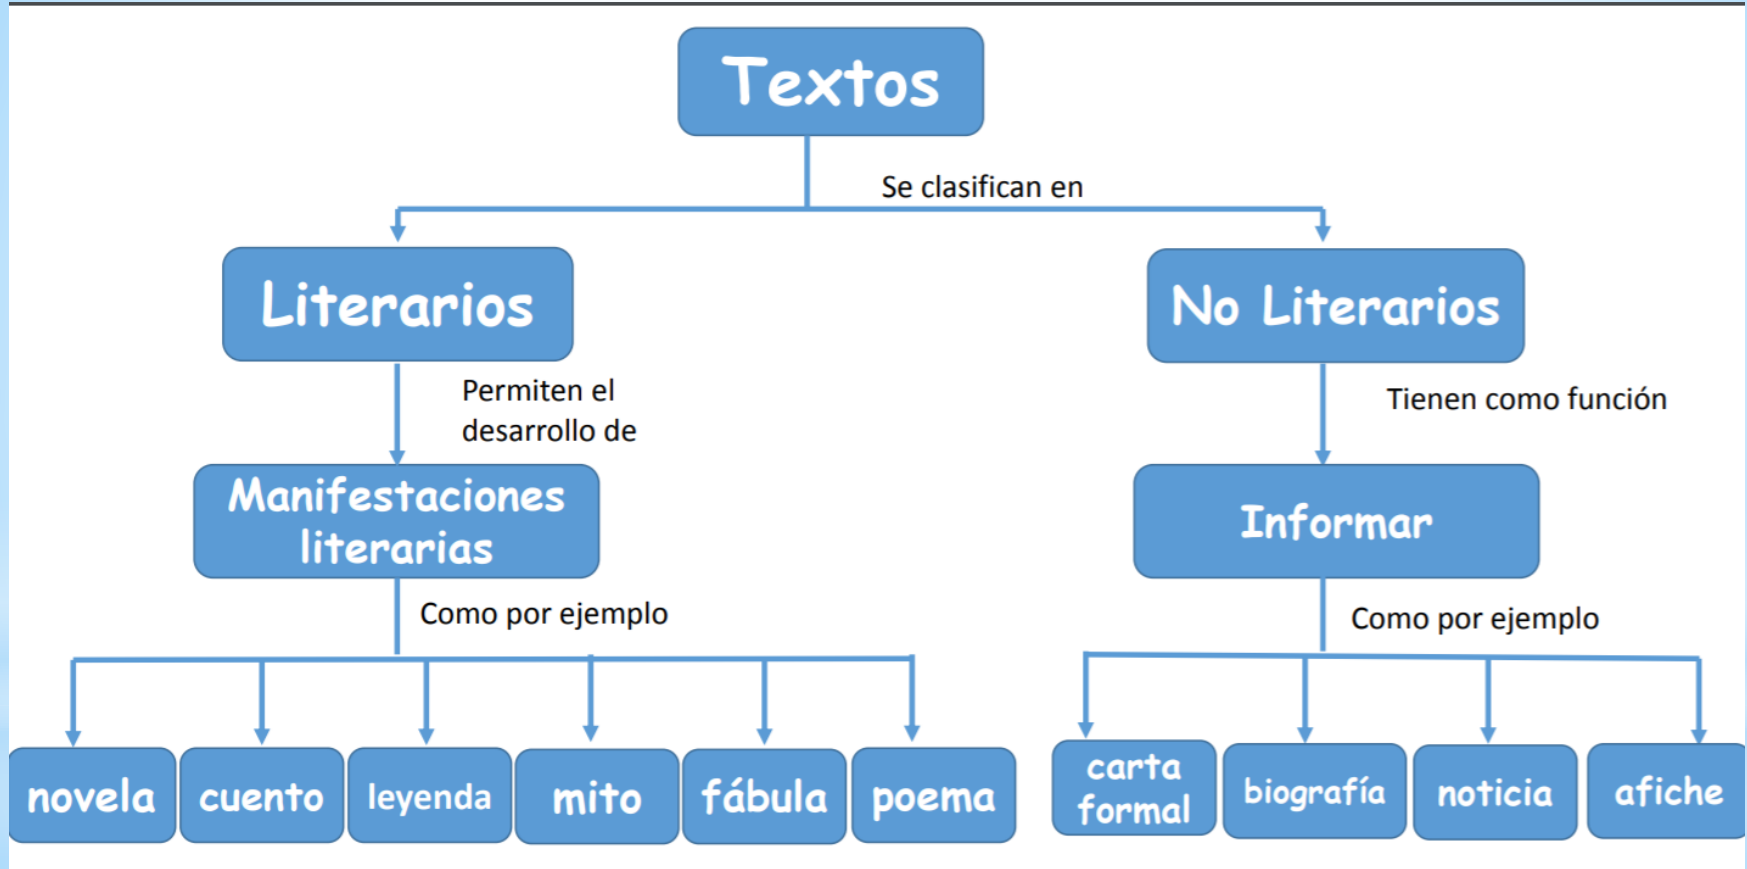 Textos
Se clasifican en
Literarios
No Literarios
Permiten el
desarrollo de
Tienen como función
Manifestaciones
literarias
Informar
Como por ejemplo
Como por ejemplo
novela
cuento
leyenda
mito
fábula
poema
carta
formal
biografía
noticia
afiche